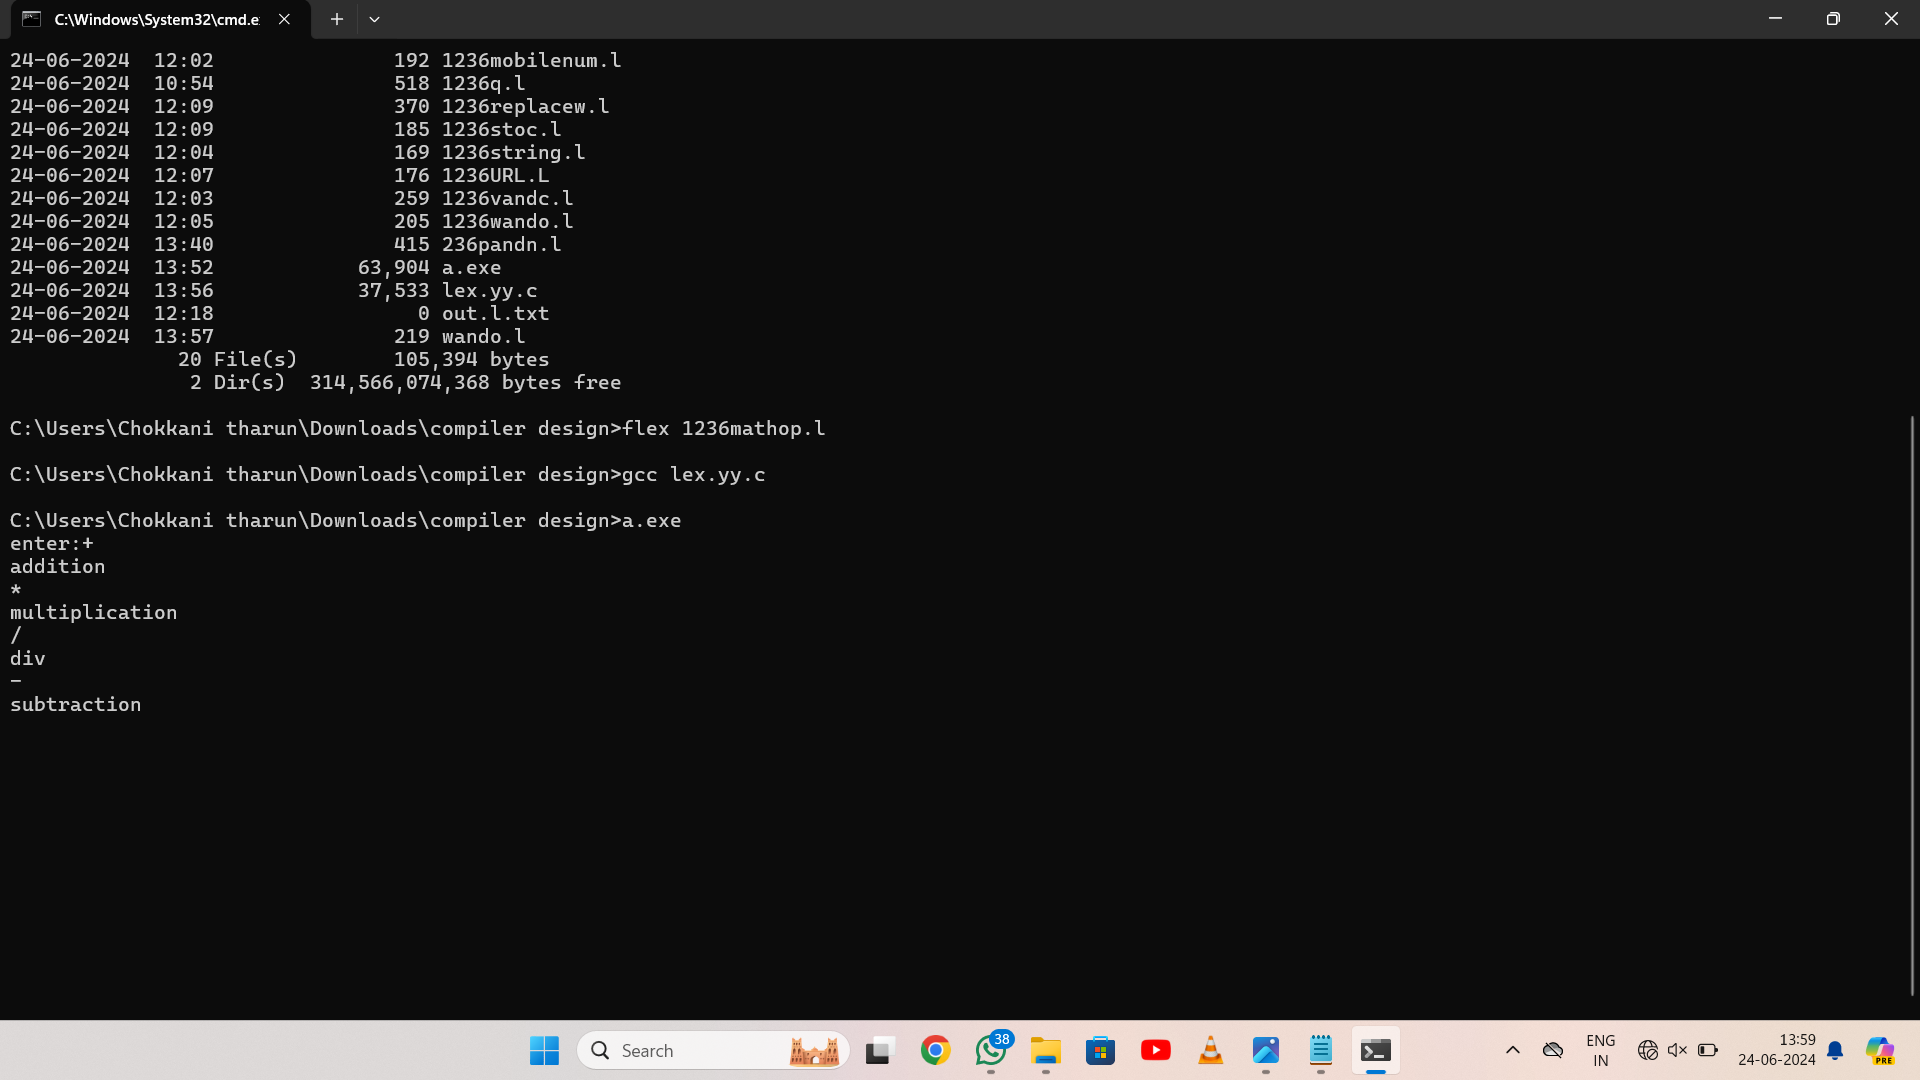 C:\Windows\System32\cmd.e
24-06-2024  12:02               192 1236mobilenum.l
24-06-2024  10:54               518 1236q.l
24-06-2024  12:09               370 1236replacew.l
24-06-2024  12:09               185 1236stoc.l
24-06-2024  12:04               169 1236string.l
24-06-2024  12:07               176 1236URL.L
24-06-2024  12:03               259 1236vandc.l
24-06-2024  12:05               205 1236wando.l
24-06-2024  13:40               415 236pandn.l
24-06-2024  13:52            63,904 a.exe
24-06-2024  13:56            37,533 lex.yy.c
24-06-2024  12:18                 0 out.l.txt
24-06-2024  13:57               219 wando.l
              20 File(s)        105,394 bytes
               2 Dir(s)  314,566,074,368 bytes free
C:\Users\Chokkani tharun\Downloads\compiler design>flex 1236mathop.l
C:\Users\Chokkani tharun\Downloads\compiler design>gcc lex.yy.c
C:\Users\Chokkani tharun\Downloads\compiler design>a.exe
enter:+
addition
*
multiplication
/
div
-
subtraction
Search
38
ENG
IN
13:59
24-06-2024
PRE